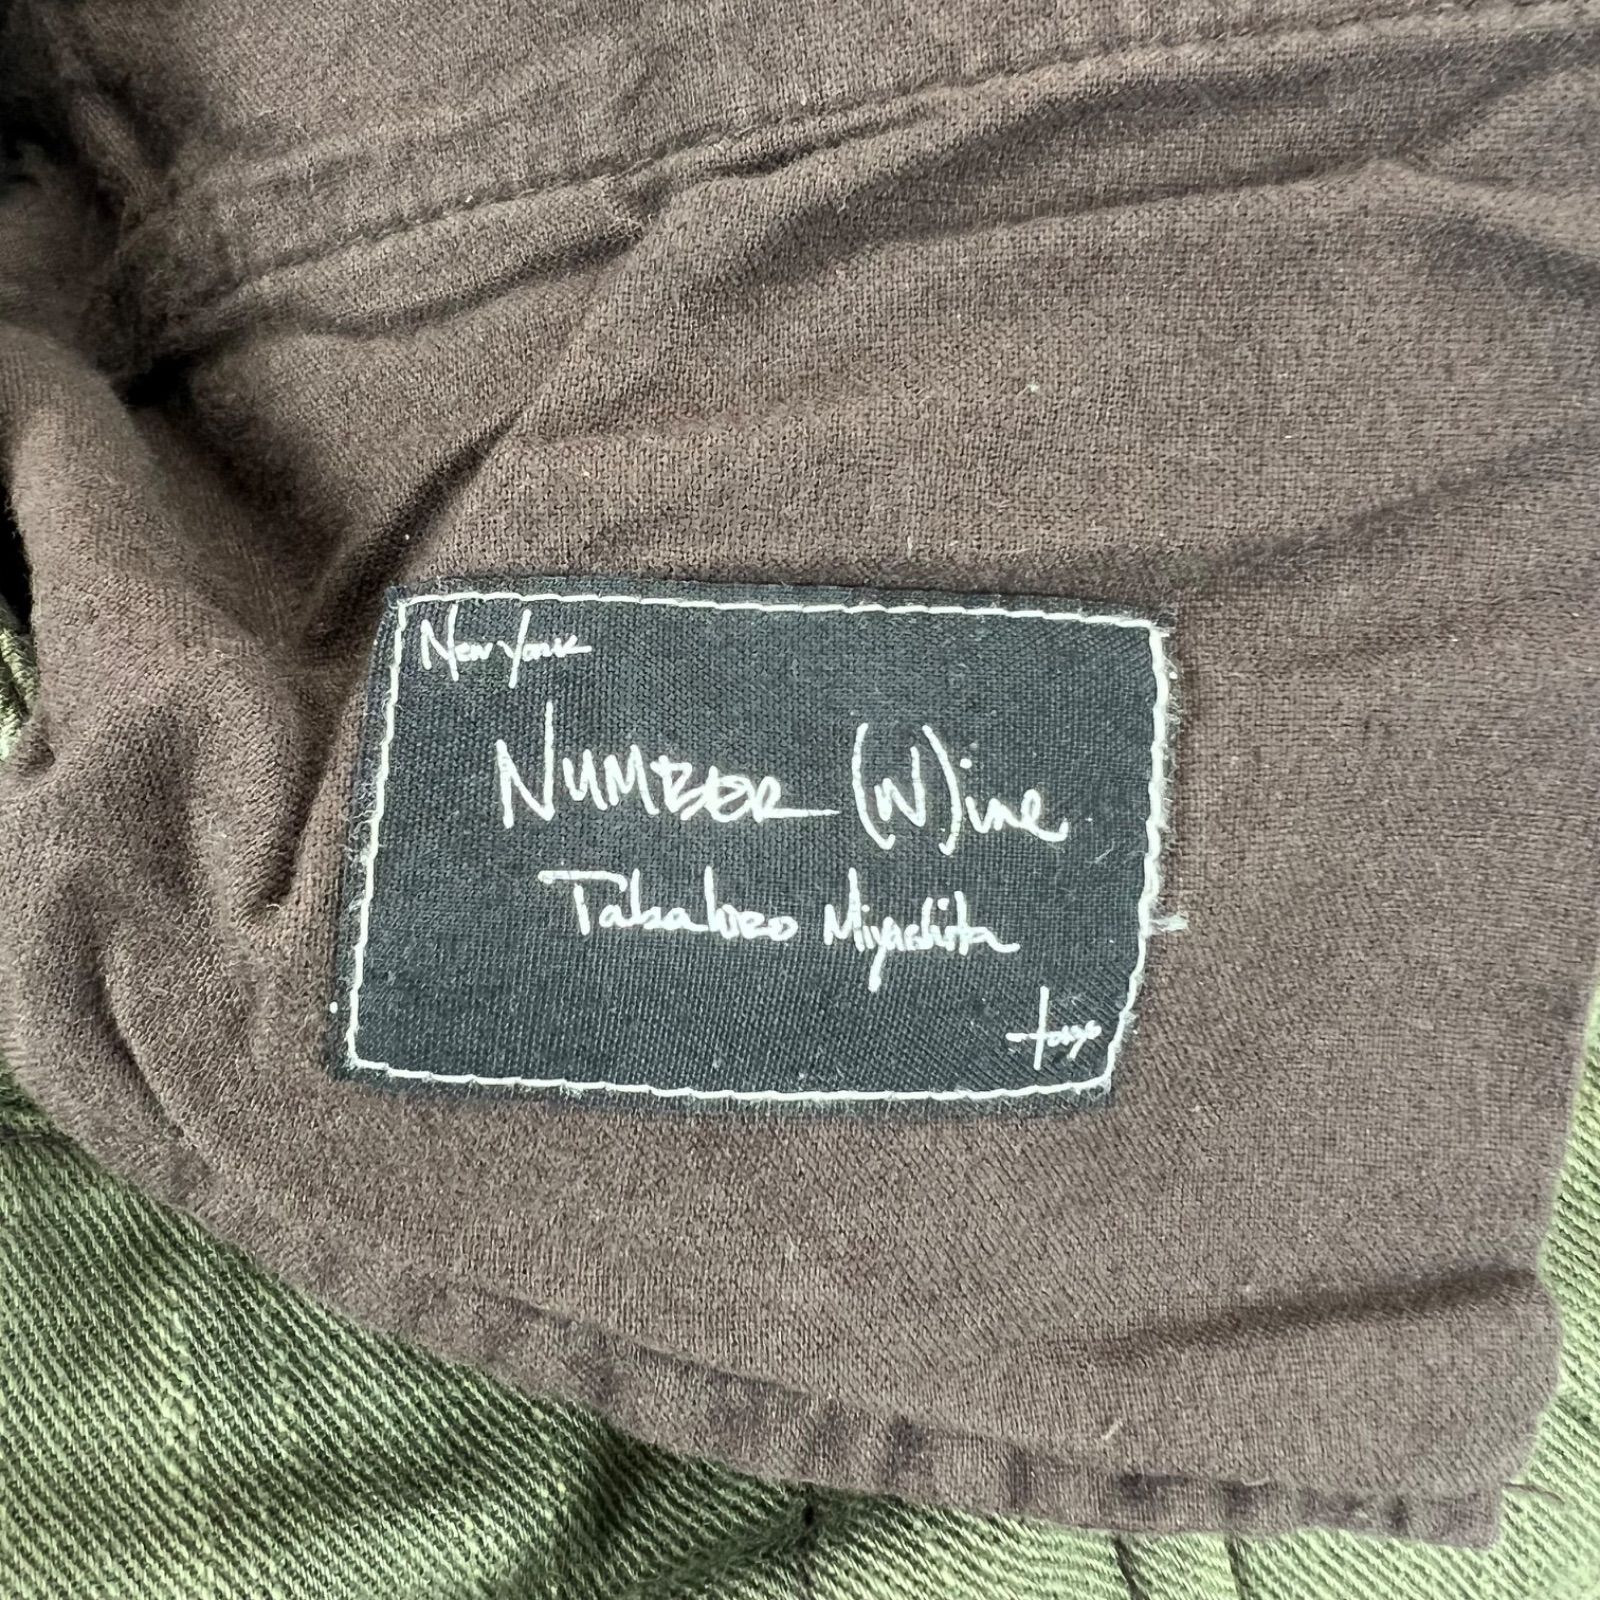 New York
NUMBER (N)ine
Takahiro Miyashita
tokyo